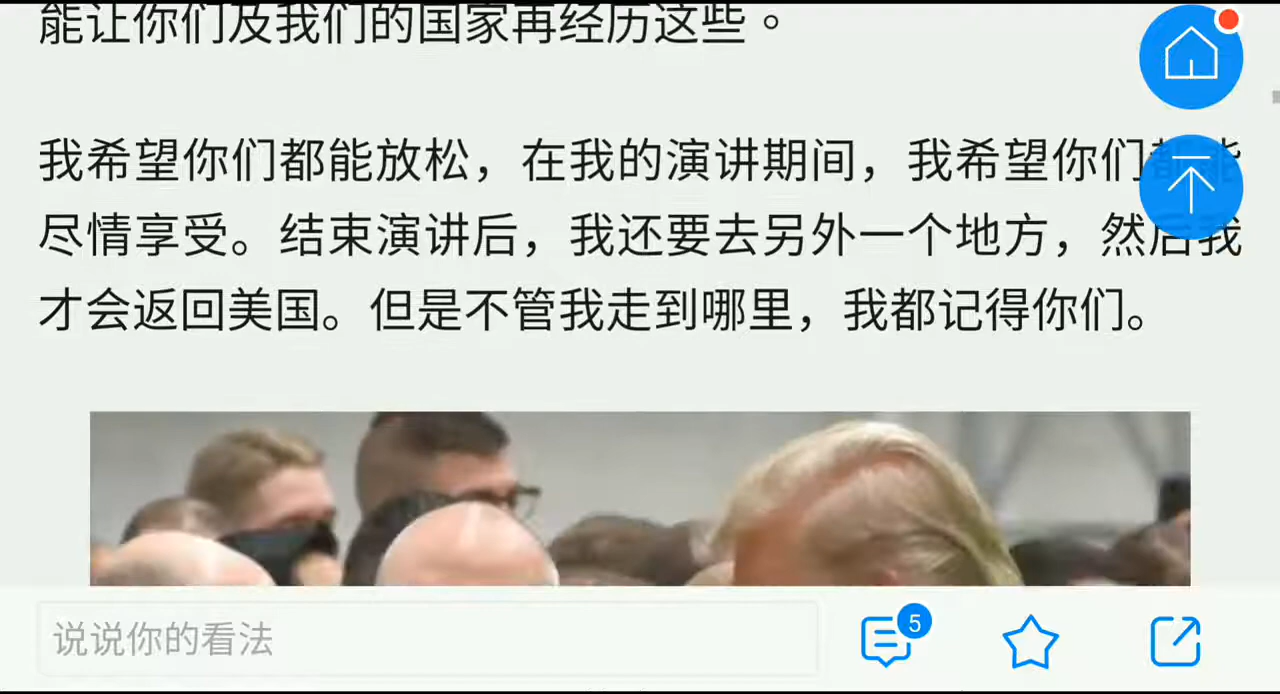 能让你们及我们的国家再经历这些。
我希望你们都能放松，在我的演讲期间，我希望你们都能
尽情享受。结束演讲后，我还要去另外一个地方，然后我
才会返回美国。但是不管我走到哪里，我都记得你们。
说说你的看法
5